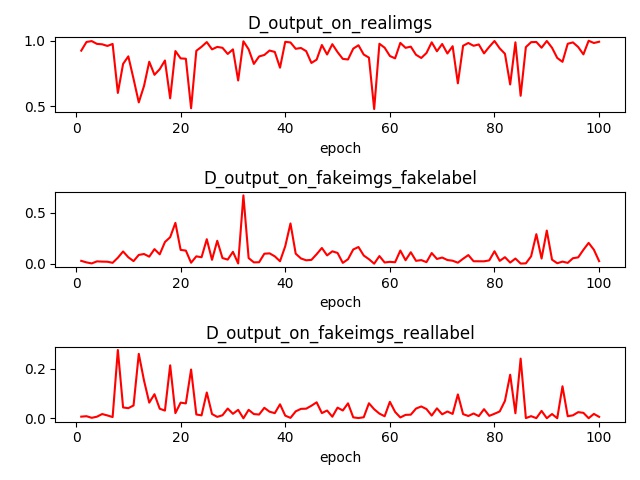 D_output_on_realimgs
1.0
0.5
0 20 40 60 80 100
epoch
D_output_on_fakeimgs_fakelabel
0.5
0.0
0 20 40 60 80 100
epoch
D_output_on_fakeimgs_reallabel
0.2
0.0
0 20 40 60 80 100
epoch